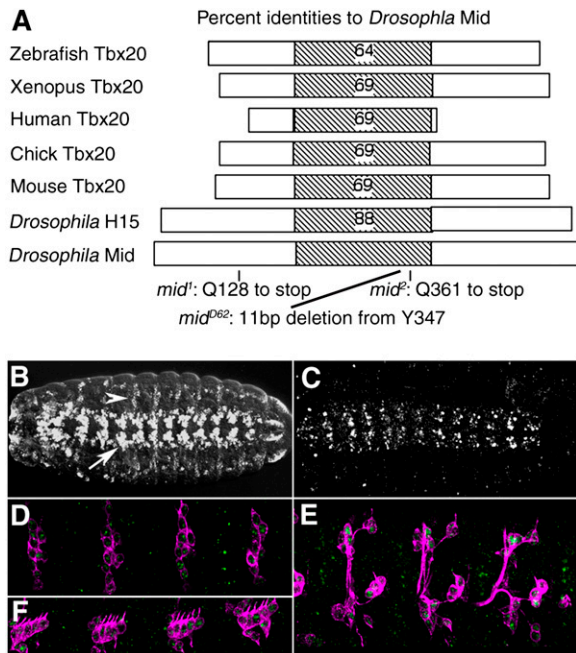 A
Percent identities to Drosophla Mid
Zebrafish Tbx20 64
Xenopus Tbx20 69
Human Tbx20 69
Chick Tbx20 69
Mouse Tbx20 69
Drosophila H15 88
Drosophila Mid
mid1: Q128 to stop mid2: Q361 to stop
midD62: 11bp deletion from Y347
B C
D E
F